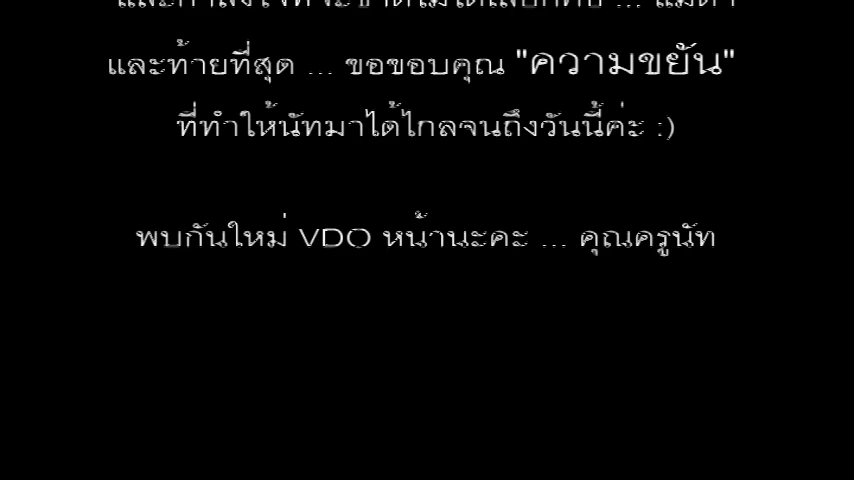 และท้ายที่สุด ... ขอขอบคุณ "ความขยัน"
ที่ทำให้นัทมาได้ไกลจนถึงวันนี้ค่ะ :)
พบกันใหม่ VDO หน้านะคะ ... คุณครูนัท